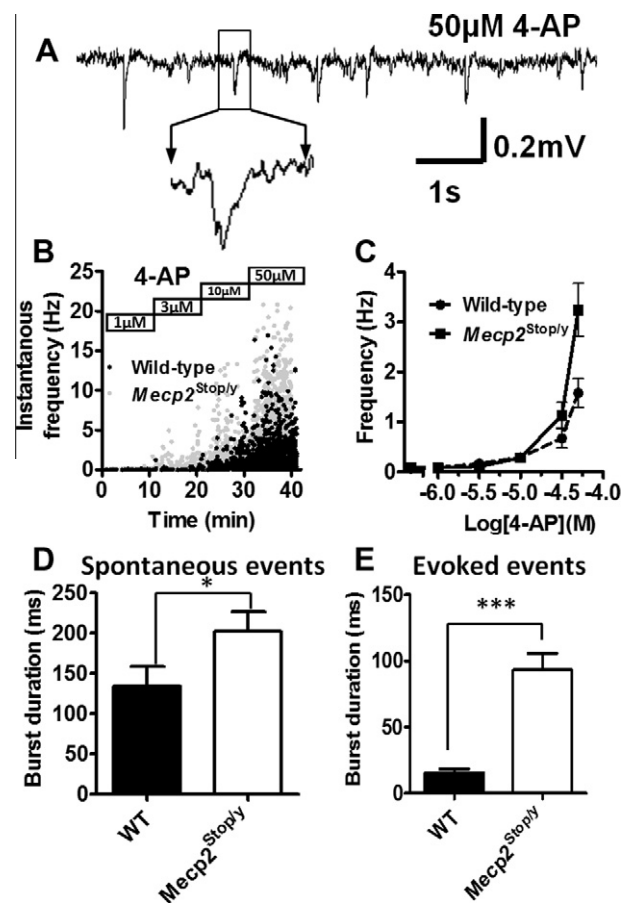 A
50µM 4-AP
0.2mV
1s
B
4-AP
1µM
3µM
10µM
50µM
Instantanous
frequency (Hz)
25
20
15
10
5
0
Wild-type
Mecp2Stop/y
0 10 20 30 40
Time (min)
C
Frequency (Hz)
4
3
2
1
0
Wild-type
Mecp2Stop/y
-6.0 -5.5 -5.0 -4.5 -4.0
Log[4-AP](M)
D
Spontaneous events
*
Burst duration (ms)
250
200
150
100
50
0
WT
Mecp2Stop/y
E
Evoked events
***
Burst duration (ms)
150
100
50
0
WT
Mecp2Stop/y